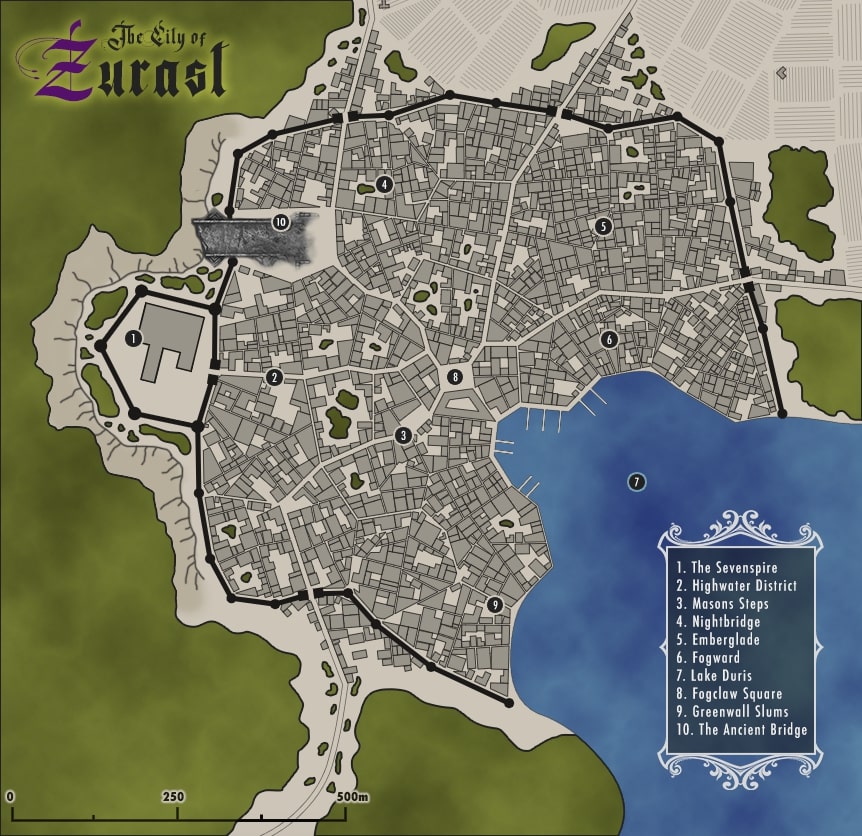 The City of
Zurast
10
4
5
1
6
2
8
3
7
9
1. The Sevenspire
2. Highwater District
3. Masons Steps
4. Nightbridge
5. Emberglade
6. Fogward
7. Lake Duris
8. Fogclaw Square
9. Greenwall Slums
10. The Ancient Bridge
0 250 500m